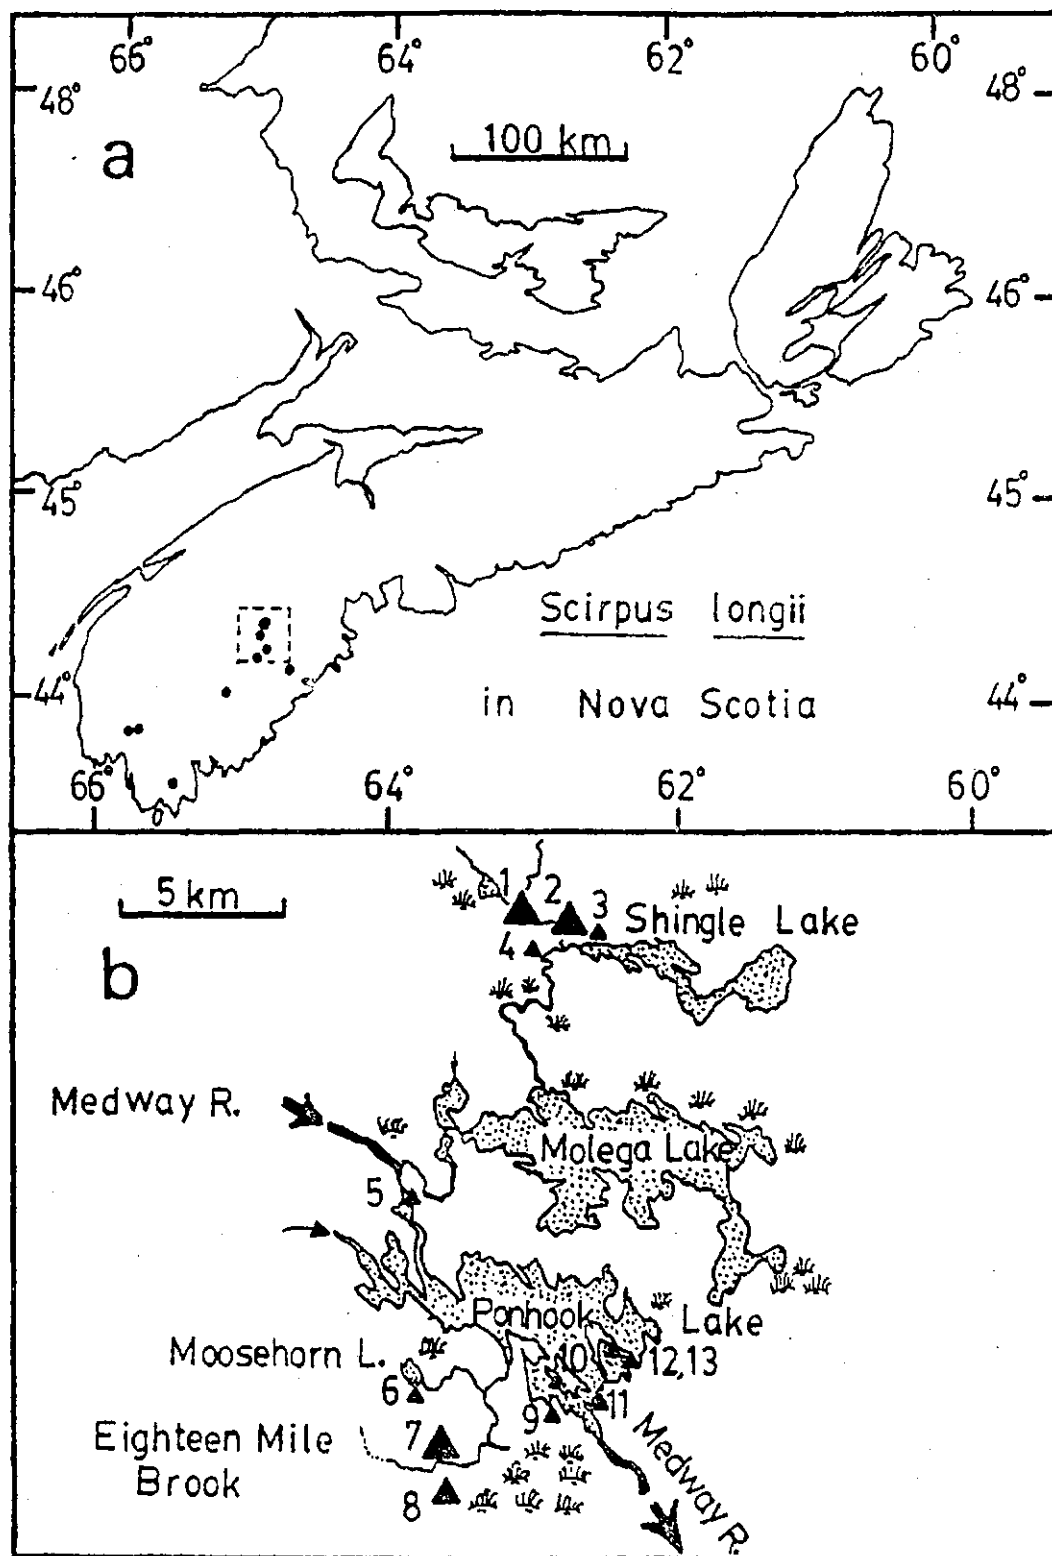 66° 64° 62° 60°
48° 48°
a
100 km
46° 46°
45° 45°
Scirpus longii
44° 44°
in Nova Scotia
66° 64° 62° 60°
5 km
1 2 3
Shingle Lake
4
b
Medway R.
Molega Lake
5
Ponhook Lake
Moosehorn L.
10 12,13
6
11
9
7
Eighteen Mile
Brook
8
Medway R.